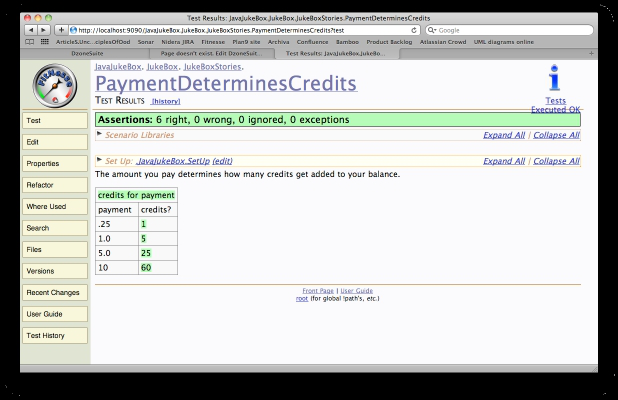 Test Results: JavaJukeBox.JukeBox.JukeBoxStories.PaymentDeterminesCredits
http://localhost:9090/JavaJukeBox.JukeBox.JukeBoxStories.PaymentDeterminesCredits?test
Google
ArticleS.Unc...ciplesOfOod Sonar Nidera JIRA Fitnesse Plan9 site Archiva Confluence Bamboo Product Backlog Atlassian Crowd UML diagrams online
DzoneSuite Page doesn't exist. Edit DzoneSuit... Test Results: JavaJukeBox.JukeBo...
FitNesse
JavaJukeBox. JukeBox. JukeBoxStories.
PaymentDeterminesCredits
Test Results [history]
Tests
Executed OK
Assertions: 6 right, 0 wrong, 0 ignored, 0 exceptions
Scenario Libraries Expand All | Collapse All
Set Up: .JavaJukeBox.SetUp (edit) Expand All | Collapse All
The amount you pay determines how many credits get added to your balance.
credits for payment
payment credits?
.25 1
1.0 5
5.0 25
10 60
Test
Edit
Properties
Refactor
Where Used
Search
Files
Versions
Recent Changes
User Guide
Test History
Front Page | User Guide
root (for global !path's, etc.)